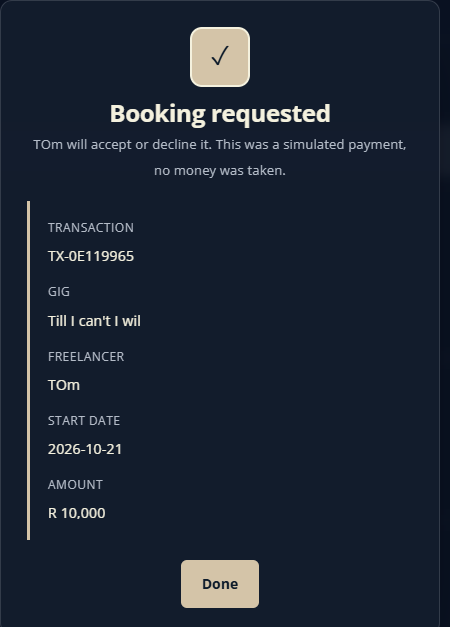 Booking requested
TOm will accept or decline it. This was a simulated payment,
no money was taken.
TRANSACTION
TX-0E119965
GIG
Till I can't I wil
FREELANCER
TOm
START DATE
2026-10-21
AMOUNT
R 10,000
Done